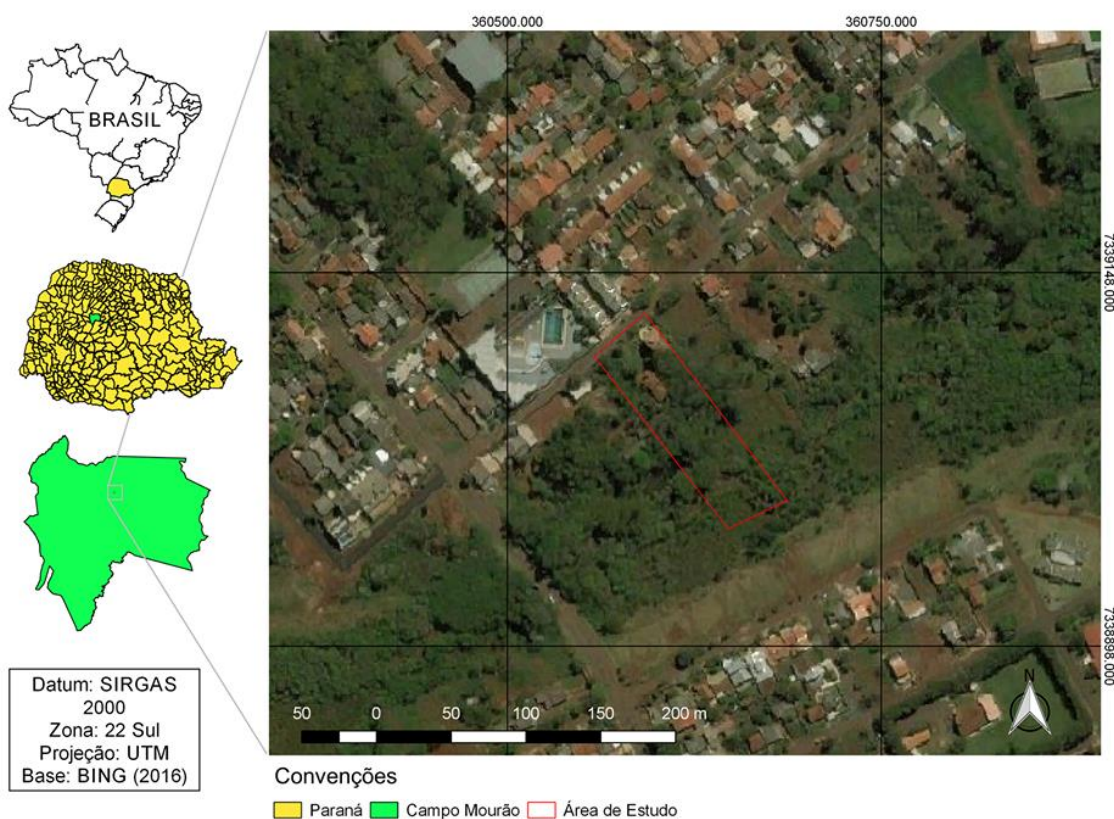 360500.000
360750.000
BRASIL
7339148.000
7338898.000
Datum: SIRGAS
2000
Zona: 22 Sul
Projeção: UTM
Base: BING (2016)
50 0 50 100 150 200 m
N
Convenções
Paraná Campo Mourão Área de Estudo